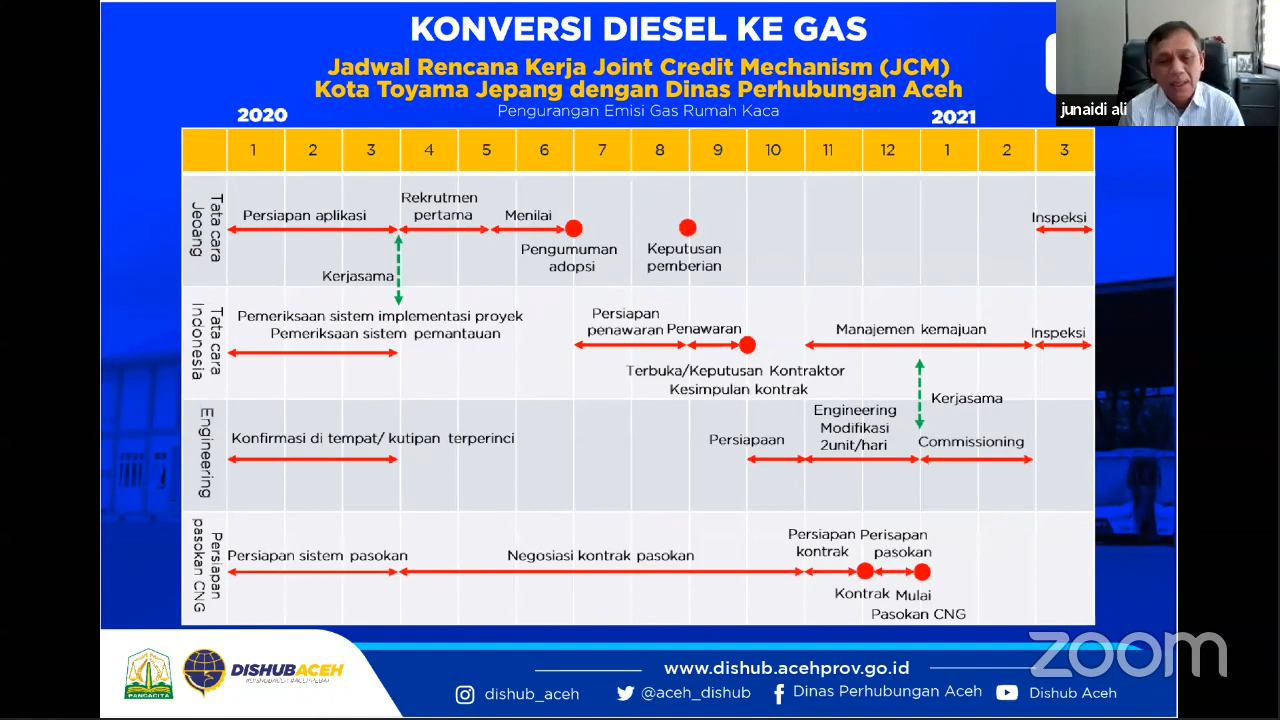 KONVERSI DIESEL KE GAS
Jadwal Rencana Kerja Joint Credit Mechanism (JCM)
Kota Toyama Jepang dengan Dinas Perhubungan Aceh
Pengurangan Emisi Gas Rumah Kaca
junaidi ali
2020
2021
1 2 3 4 5 6 7 8 9 10 11 12 1 2 3
Tata cara
Jepang
Persiapan aplikasi
Rekrutmen
pertama
Menilai
Pengumuman
adopsi
Keputusan
pemberian
Inspeksi
Kerjasama
Tata cara
Indonesia
Pemeriksaan sistem implementasi proyek
Pemeriksaan sistem pemantauan
Persiapan
penawaran
Penawaran
Terbuka/Keputusan Kontraktor
Kesimpulan kontrak
Manajemen kemajuan
Inspeksi
Kerjasama
Engineering
Konfirmasi di tempat/ kutipan terperinci
Persiapaan
Engineering
Modifikasi
2unit/hari
Commissioning
Persiapan
pasokan CNG
Persiapan sistem pasokan
Negosiasi kontrak pasokan
Persiapan
kontrak
Perisapan
pasokan
Kontrak
Mulai
Pasokan CNG
zoom
PANCACITA
DISHUBACEH
www.dishub.acehprov.go.id
dishub_aceh
@aceh_dishub
Dinas Perhubungan Aceh
Dishub Aceh